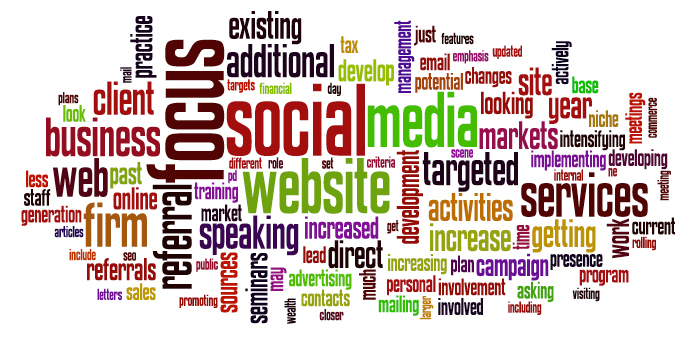 existing
tax
management
just
features
practice
additional
develop
email
emphasis
updated
actively
mail
targets
financial
day
potential
changes
site
base
plans
client
focus
social
media
looking
year
niche
meetings
commerce
look
business
markets
intensifying
different
role
set
criteria
scene
implementing
developing
less
web
past
pd
website
development
targeted
internal
ne
meeting
staff
online
referral
training
services
generation
firm
market
activities
articles
speaking
increased
get
increase
time
getting
work
current
rolling
include
seo
referrals
public
sources
seminars
lead
direct
increasing
plan
campaign
presence
program
may
advertising
much
personal
involvement
asking
visiting
letters
sales
promoting
wealth
contacts
closer
mailing
larger
involved
including